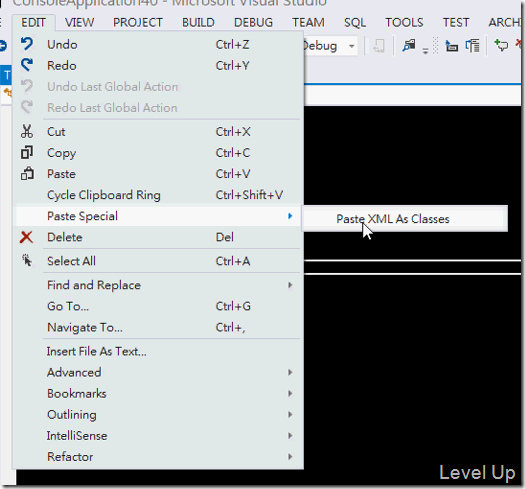 ConsoleApplication40 - Microsoft Visual Studio
EDIT VIEW PROJECT BUILD DEBUG TEAM SQL TOOLS TEST ARCH
Undo Ctrl+Z
Debug
Redo Ctrl+Y
Undo Last Global Action
Redo Last Global Action
Cut Ctrl+X
Copy Ctrl+C
Paste Ctrl+V
Cycle Clipboard Ring Ctrl+Shift+V
Paste Special
Paste XML As Classes
Delete Del
Select All Ctrl+A
Find and Replace
Go To... Ctrl+G
Navigate To... Ctrl+,
Insert File As Text...
Advanced
Bookmarks
Outlining
IntelliSense
Refactor
Level Up